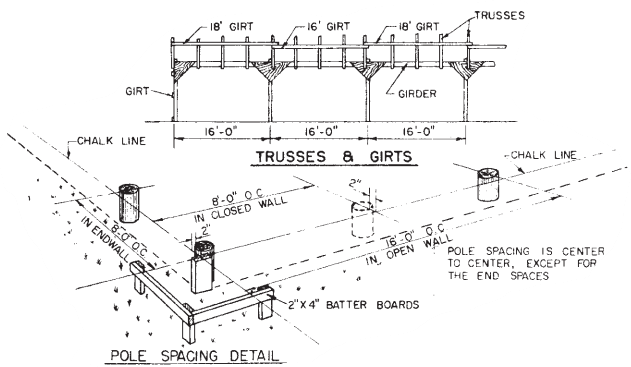 TRUSSES
18' GIRT
16' GIRT
18' GIRT
GIRT
GIRDER
16'-0"
16'-0"
16'-0"
TRUSSES & GIRTS
CHALK LINE
CHALK LINE
8'-0" O.C.
IN CLOSED WALL
2"
8'-0" O.C.
IN ENDWALL
2"
16'-0" O.C.
IN OPEN WALL
POLE SPACING IS CENTER
TO CENTER, EXCEPT FOR
THE END SPACES
2"X4" BATTER BOARDS
POLE SPACING DETAIL